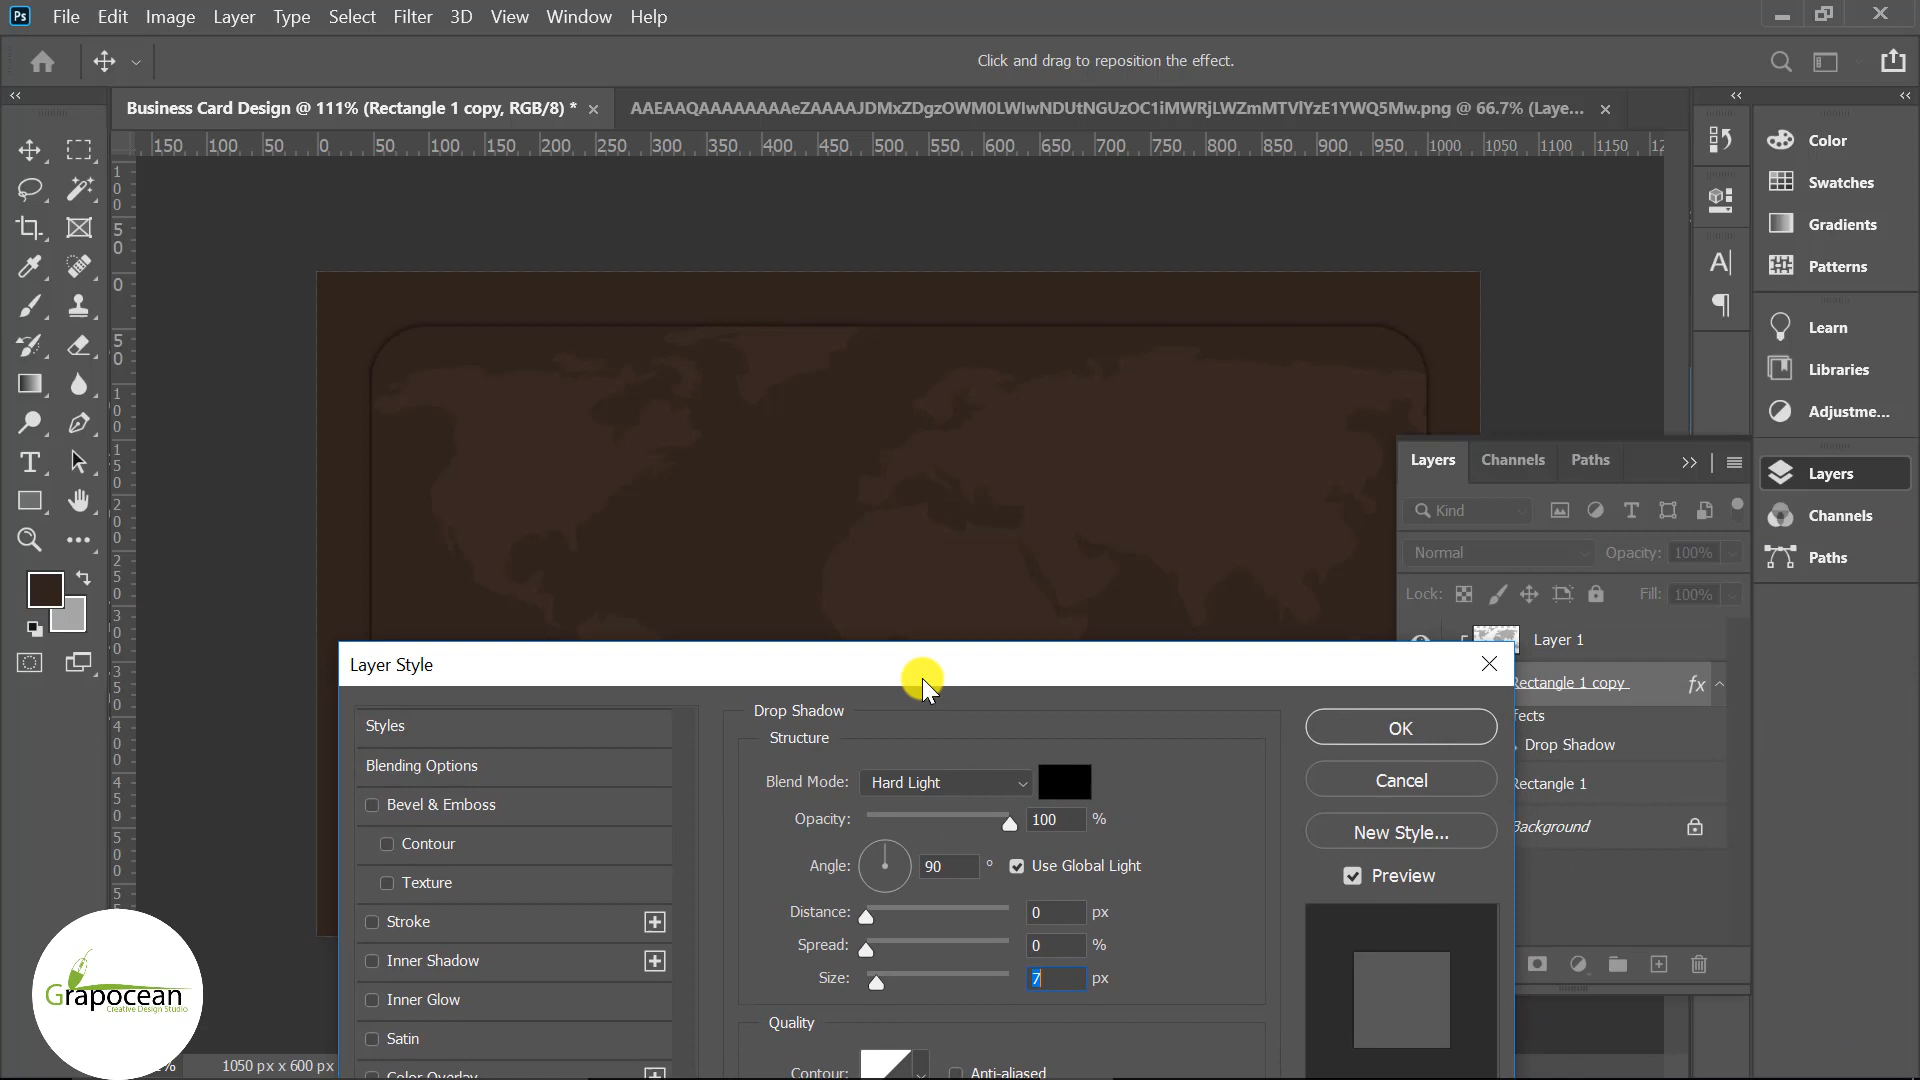 Ps File Edit Image Layer Type Select Filter 3D View Window Help
Click and drag to reposition the effect.
Business Card Design @ 111% (Rectangle 1 copy, RGB/8) *
AAEAAQAAAAAAAAeZAAAAJDMxZDgzOWM0LWIwNDUtNGUzOC1iMWRjLWZmMTVlYzE1YWQ5Mw.png @ 66.7% (Laye...
150 100 50 0 50 100 150 200 250 300 350 400 450 500 550 600 650 700 750 800 850 900 950 1000 1050 1100 1150
Color
Swatches
Gradients
Patterns
Learn
Libraries
Adjustme...
Layers
Channels
Paths
Layers Channels Paths
Kind
Normal Opacity: 100%
Lock: Fill: 100%
Layer 1
Rectangle 1 copy fx
fects
Drop Shadow
Rectangle 1
Background
Layer Style
Styles
Blending Options
Bevel & Emboss
Contour
Texture
Stroke
Inner Shadow
Inner Glow
Satin
Color Overlay
Drop Shadow
Structure
Blend Mode: Hard Light
Opacity: 100 %
Angle: 90 ° Use Global Light
Distance: 0 px
Spread: 0 %
Size: 7 px
Quality
Contour: Anti-aliased
OK
Cancel
New Style...
Preview
Grapocean
Creative Design Studio
% 1050 px x 600 px